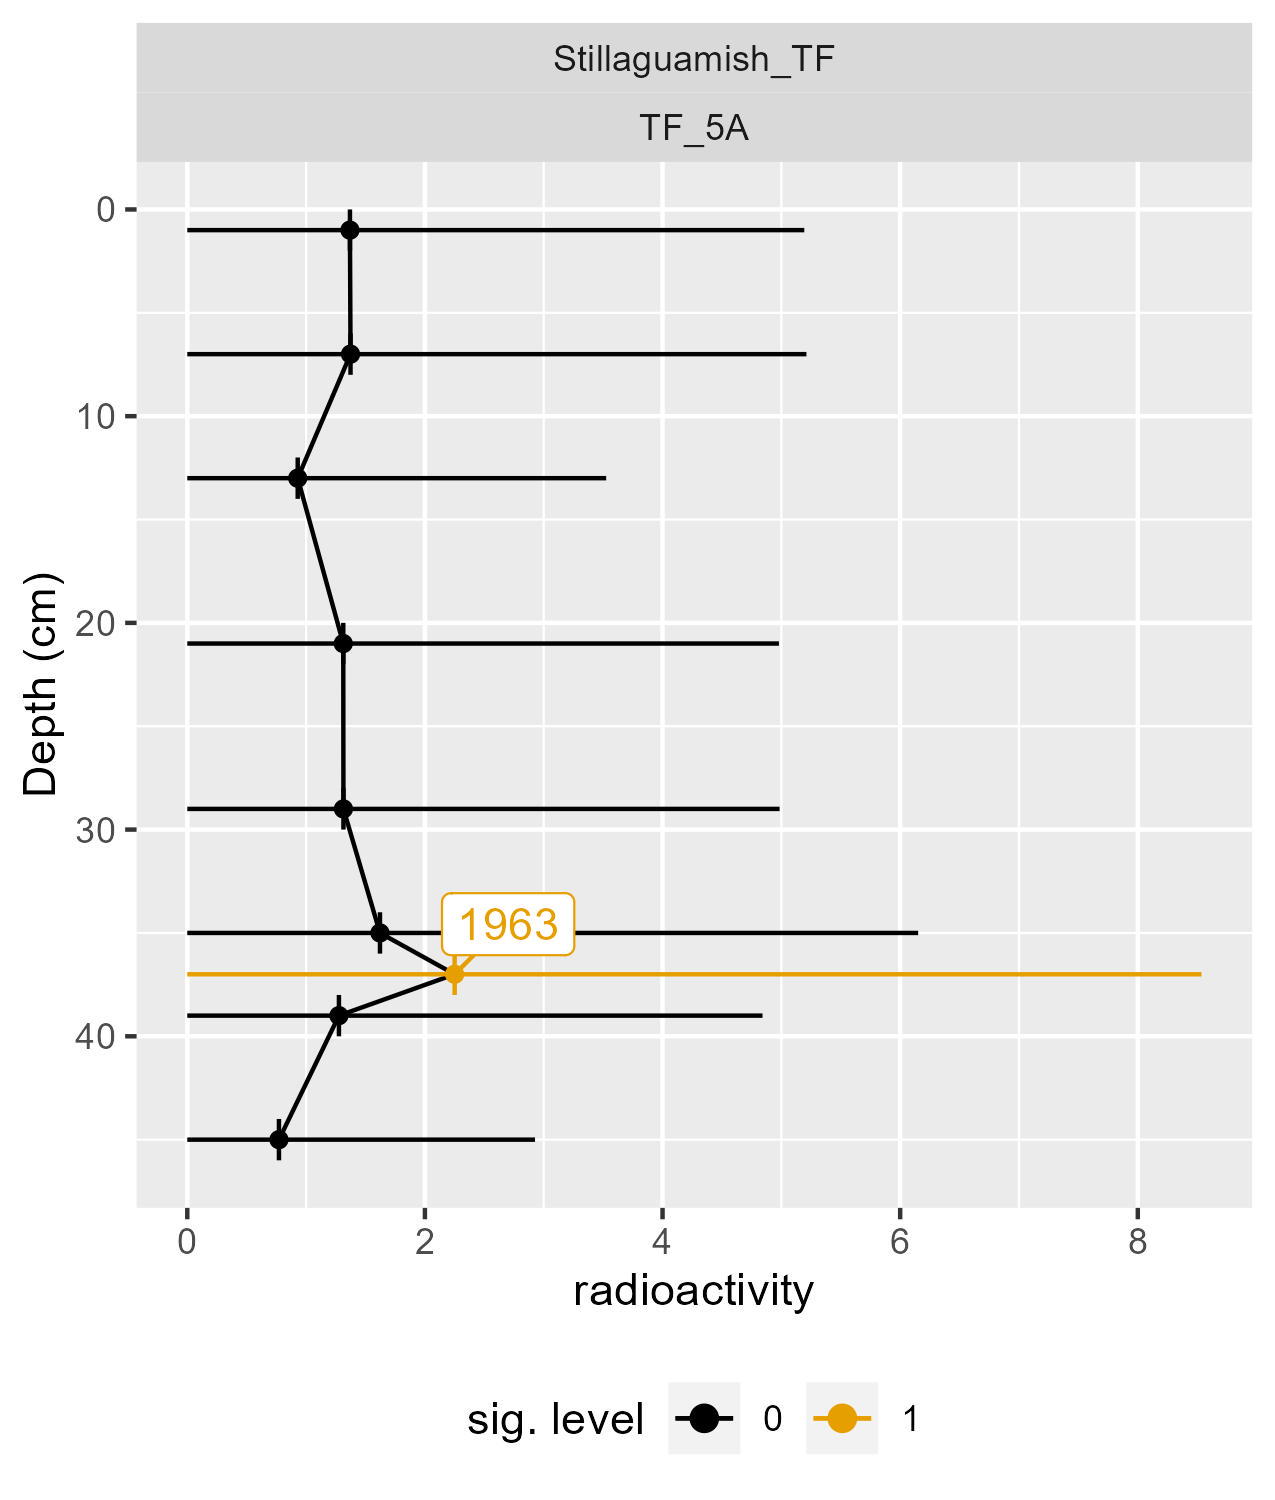 Stillaguamish_TF
TF_5A
0
10
20
30
40
Depth (cm)
1963
0 2 4 6 8
radioactivity
sig. level 0 1